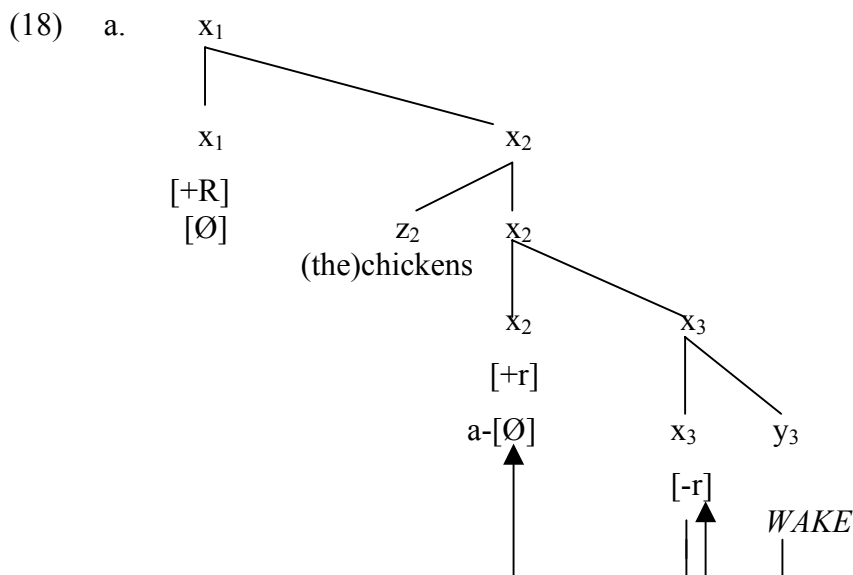 (18) a. x₁
x₁ x₂
[+R]
[Ø] z₂ x₂
(the)chickens
x₂ x₃
[+r]
a-[Ø] x₃ y₃
[-r]
WAKE